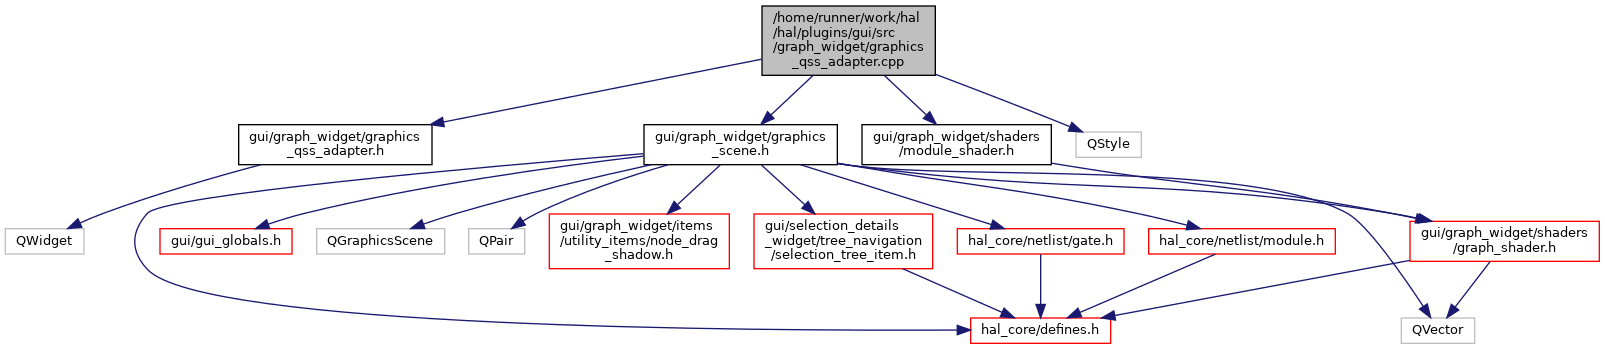 /home/runner/work/hal
/hal/plugins/gui/src
/graph_widget/graphics
_qss_adapter.cpp
gui/graph_widget/graphics
_qss_adapter.h
gui/graph_widget/graphics
_scene.h
gui/graph_widget/shaders
/module_shader.h
QStyle
QWidget
gui/gui_globals.h
QGraphicsScene
QPair
gui/graph_widget/items
/utility_items/node_drag
_shadow.h
gui/selection_details
_widget/tree_navigation
/selection_tree_item.h
hal_core/netlist/gate.h
hal_core/netlist/module.h
gui/graph_widget/shaders
/graph_shader.h
hal_core/defines.h
QVector